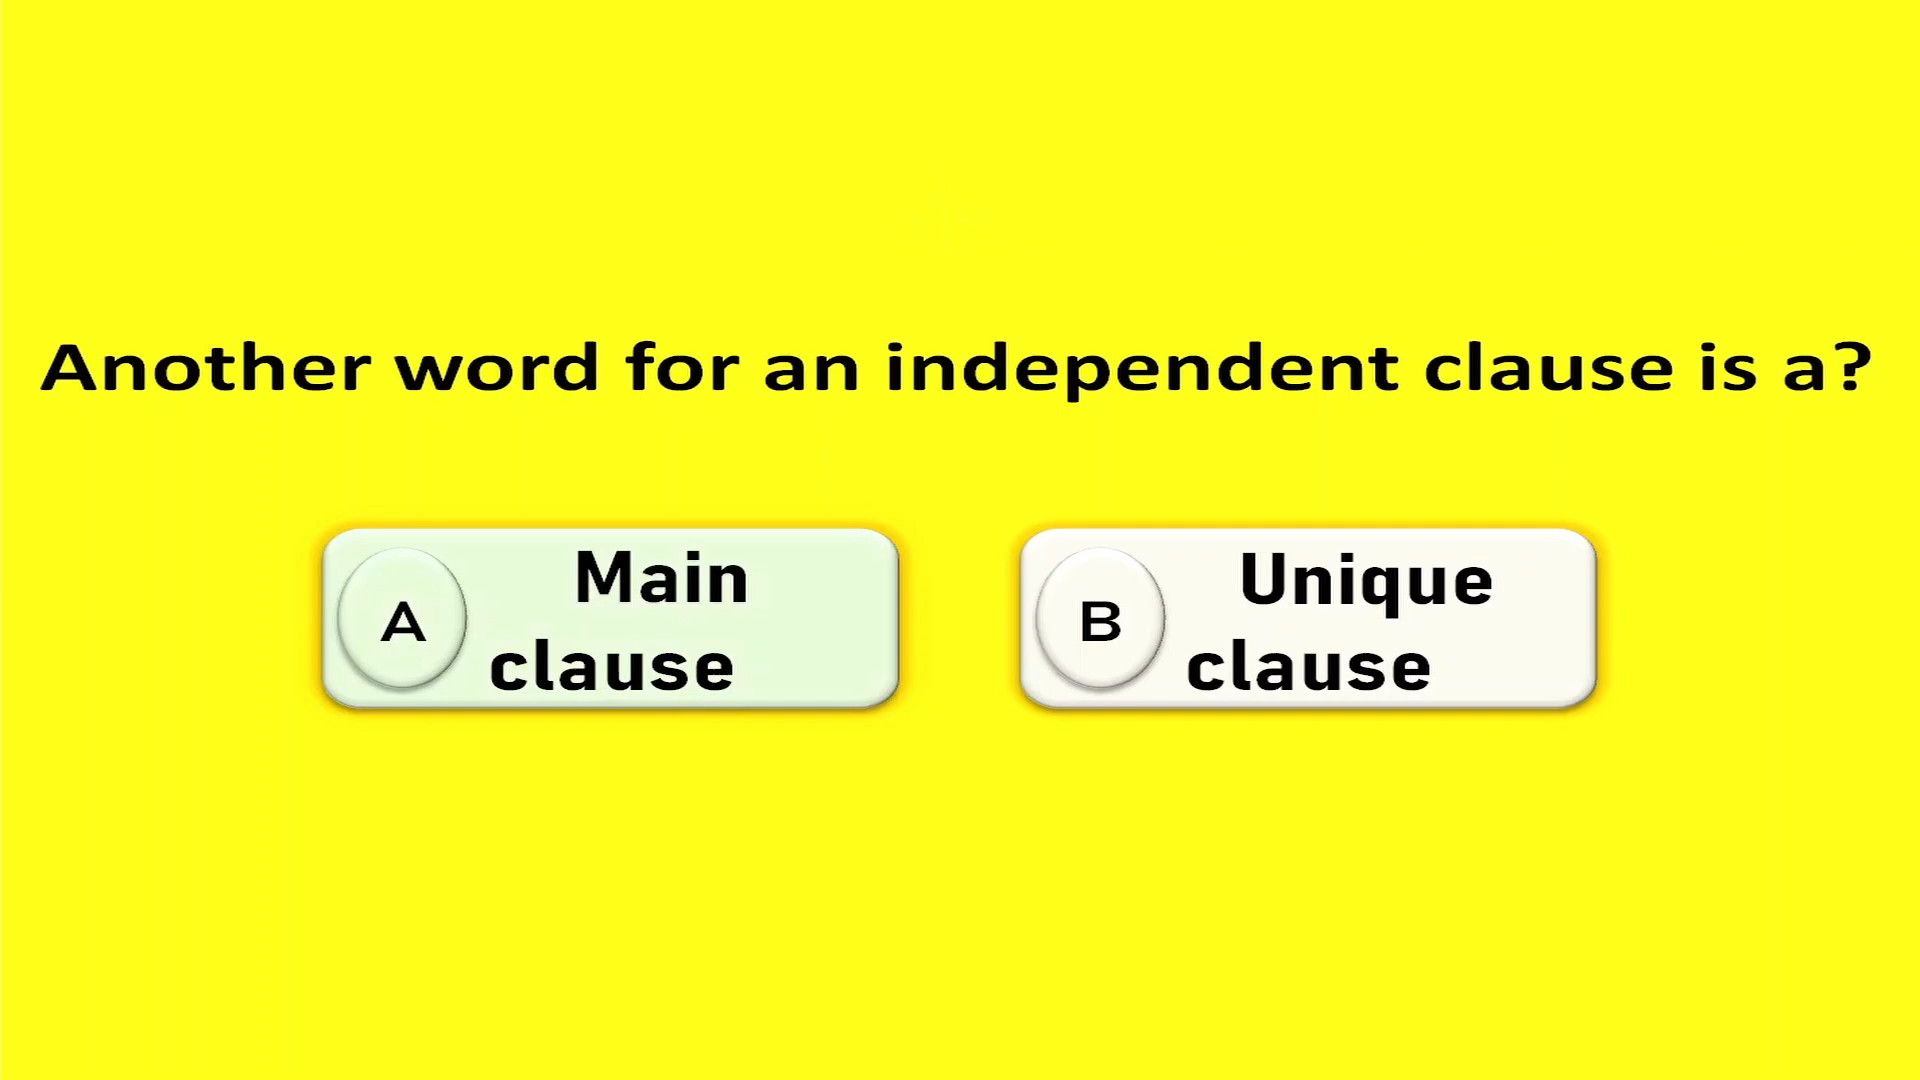 Another word for an independent clause is a?
A
Main
clause
B
Unique
clause